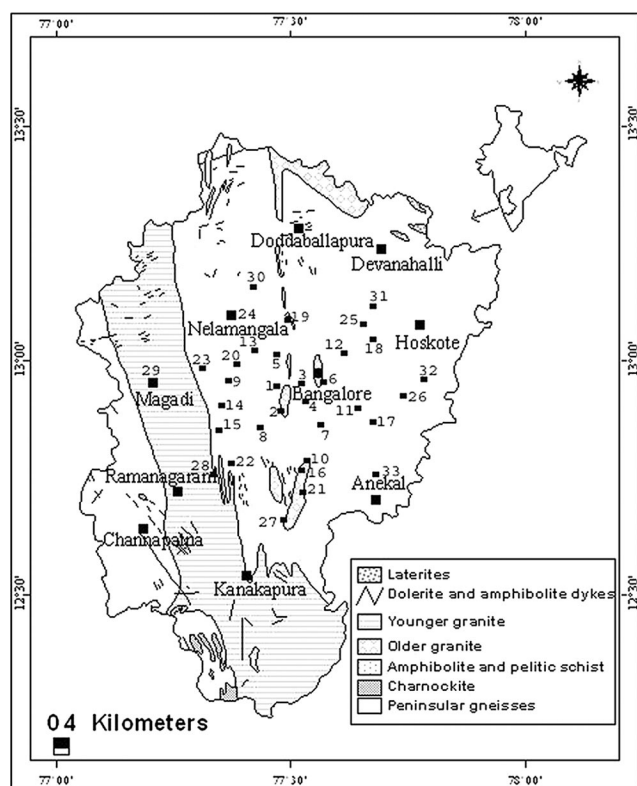 77°00' 77°30' 78°00'
13°30'
13°30'
Doddaballapura
Devanahalli
30
24
Nelamangala
19
31
25
Hoskote
13
5
12
18
13°00'
13°00'
23
20
29
9
1
3
6
Bangalore
32
26
Magadi
14
2
4
11
15
8
7
17
28
22
10
16
33
Ramanagaram
21
Anekal
27
Channapatna
Kanakapura
12°30'
12°30'
Laterites
Dolerite and amphibolite dykes
Younger granite
Older granite
Amphibolite and pelitic schist
Charnockite
Peninsular gneisses
04 Kilometers
77°00' 77°30' 78°00'